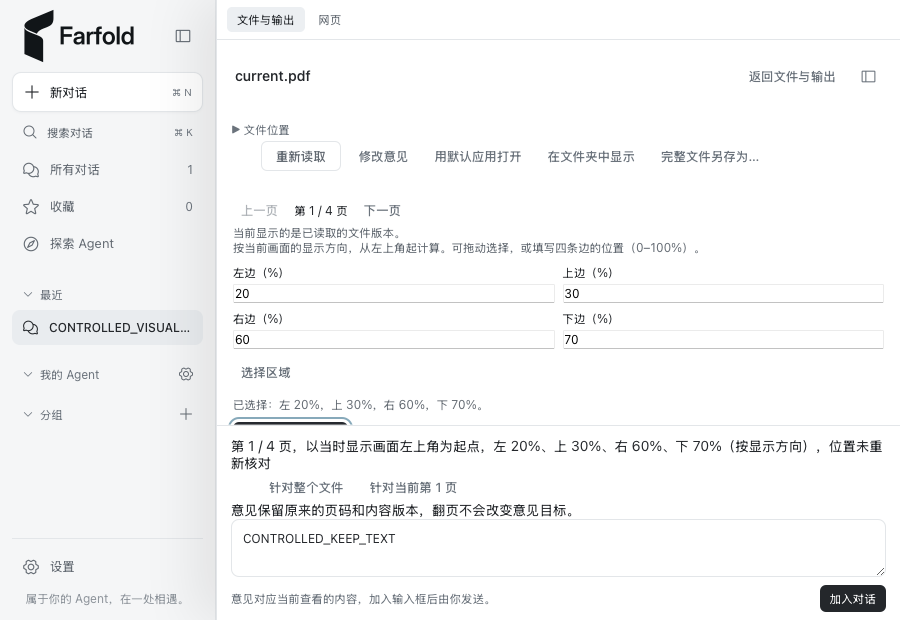 Farfold
新对话 ⌘ N
搜索对话 ⌘ K
所有对话 1
收藏 0
探索 Agent
最近
CONTROLLED_VISUAL...
我的 Agent
分组
设置
属于你的 Agent，在一处相遇。
文件与输出 网页
current.pdf 返回文件与输出
▶ 文件位置
重新读取 修改意见 用默认应用打开 在文件夹中显示 完整文件另存为...
上一页 第 1 / 4 页 下一页
当前显示的是已读取的文件版本。
按当前画面的显示方向，从左上角起计算。可拖动选择，或填写四条边的位置（0–100%）。
左边（%） 上边（%）
20 30
右边（%） 下边（%）
60 70
选择区域
已选择：左 20%，上 30%，右 60%，下 70%。
第 1 / 4 页，以当时显示画面左上角为起点，左 20%、上 30%、右 60%、下 70%（按显示方向），位置未重
新核对
针对整个文件 针对当前第 1 页
意见保留原来的页码和内容版本，翻页不会改变意见目标。
CONTROLLED_KEEP_TEXT
意见对应当前查看的内容，加入输入框后由你发送。 加入对话